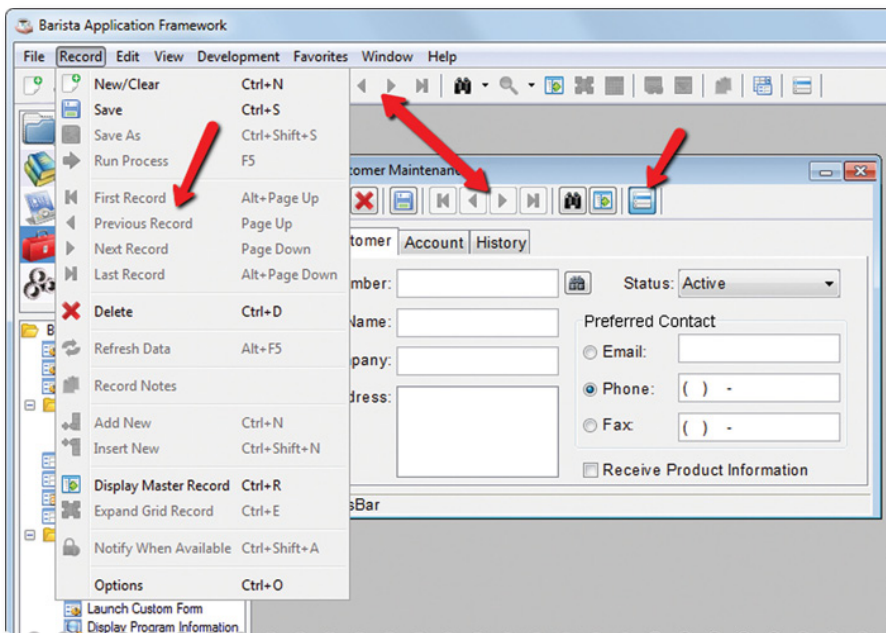 Barista Application Framework
File Record Edit View Development Favorites Window Help
New/Clear Ctrl+N
Save Ctrl+S
Save As Ctrl+Shift+S
Run Process F5
First Record Alt+Page Up
Previous Record Page Up
Next Record Page Down
Last Record Alt+Page Down
Delete Ctrl+D
Refresh Data Alt+F5
Record Notes
Add New Ctrl+N
Insert New Ctrl+Shift+N
Display Master Record Ctrl+R
Expand Grid Record Ctrl+E
Notify When Available Ctrl+Shift+A
Options Ctrl+O
Launch Custom Form
Display Program Information
B
tomer Maintenanc
tomer Account History
mber:
Status: Active
Name:
Preferred Contact
Email:
pany:
Phone: ( ) -
dress:
Fax: ( ) -
Receive Product Information
sBar